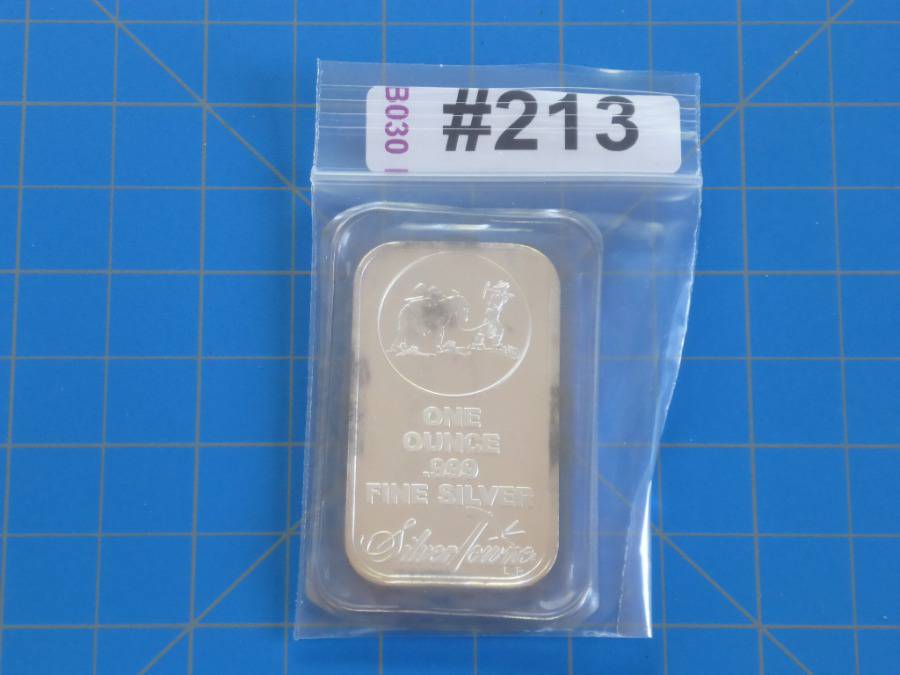 B030
#213
ONE
OUNCE
.999
FINE SILVER
SilverTowne
L.P.